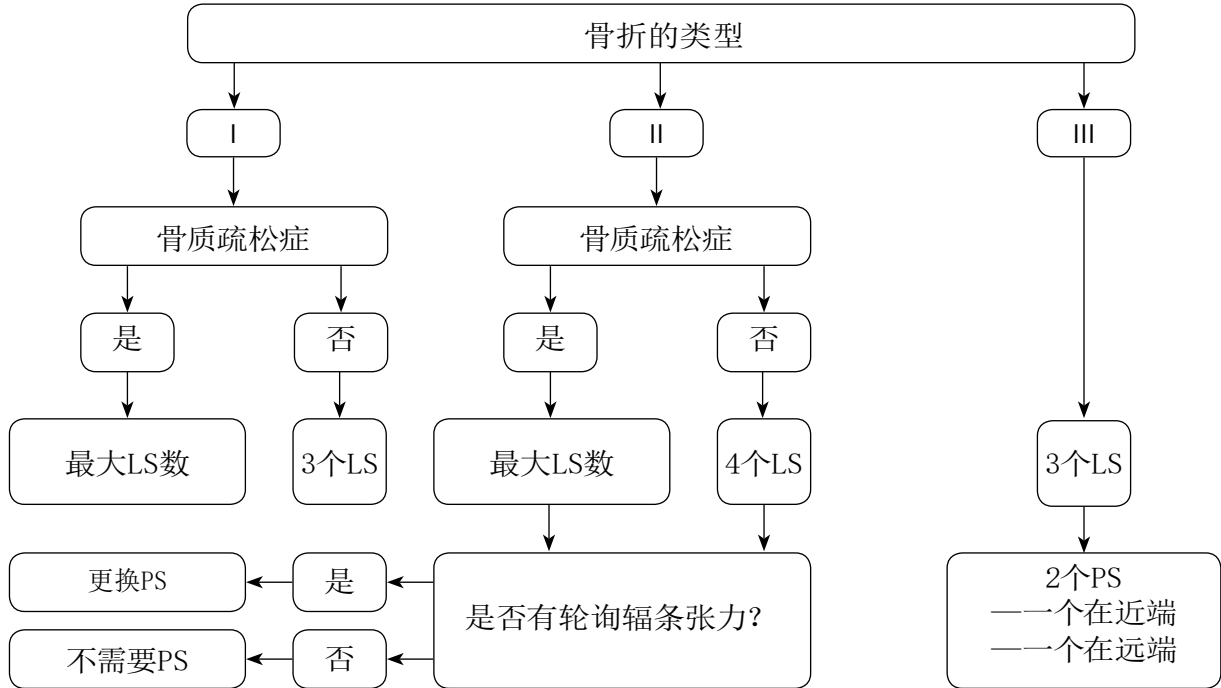 骨折的类型
I
II
III
骨质疏松症
骨质疏松症
是
否
是
否
最大LS数
3个LS
最大LS数
4个LS
3个LS
更换PS
是
是否有轮询辐条张力？
不需要PS
否
2个PS
—一个在近端
—一个在远端